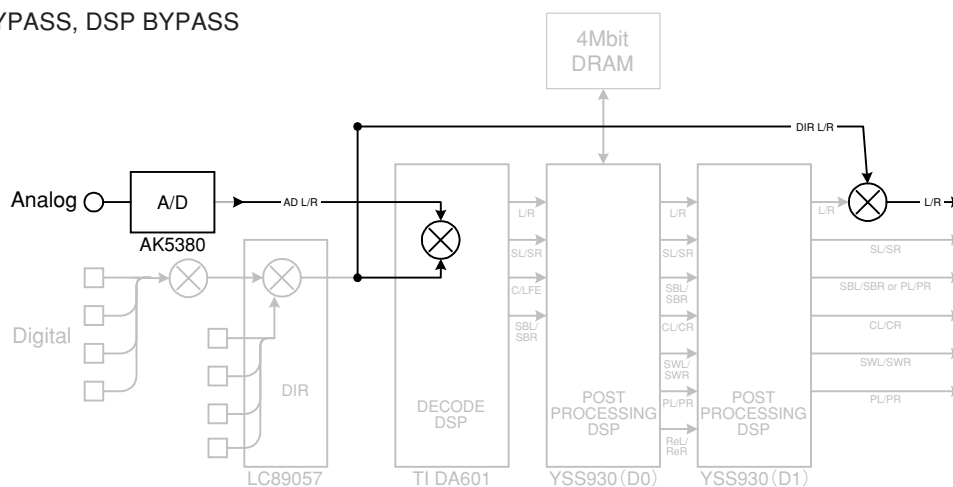 YPASS, DSP BYPASS
4Mbit
DRAM
DIR L/R
Analog
A/D
AD L/R
AK5380
L/R
L/R
L/R
L/R
SL/SR
SL/SR
SL/SR
C/LFE
SBL/
SBR
SBL/SBR or PL/PR
SBL/
SBR
CL/CR
CL/CR
Digital
SWL/
SWR
SWL/SWR
DIR
DECODE
DSP
POST
PROCESSING
DSP
PL/PR
POST
PROCESSING
DSP
PL/PR
ReL/
ReR
LC89057
TI DA601
YSS930(D0)
YSS930(D1)